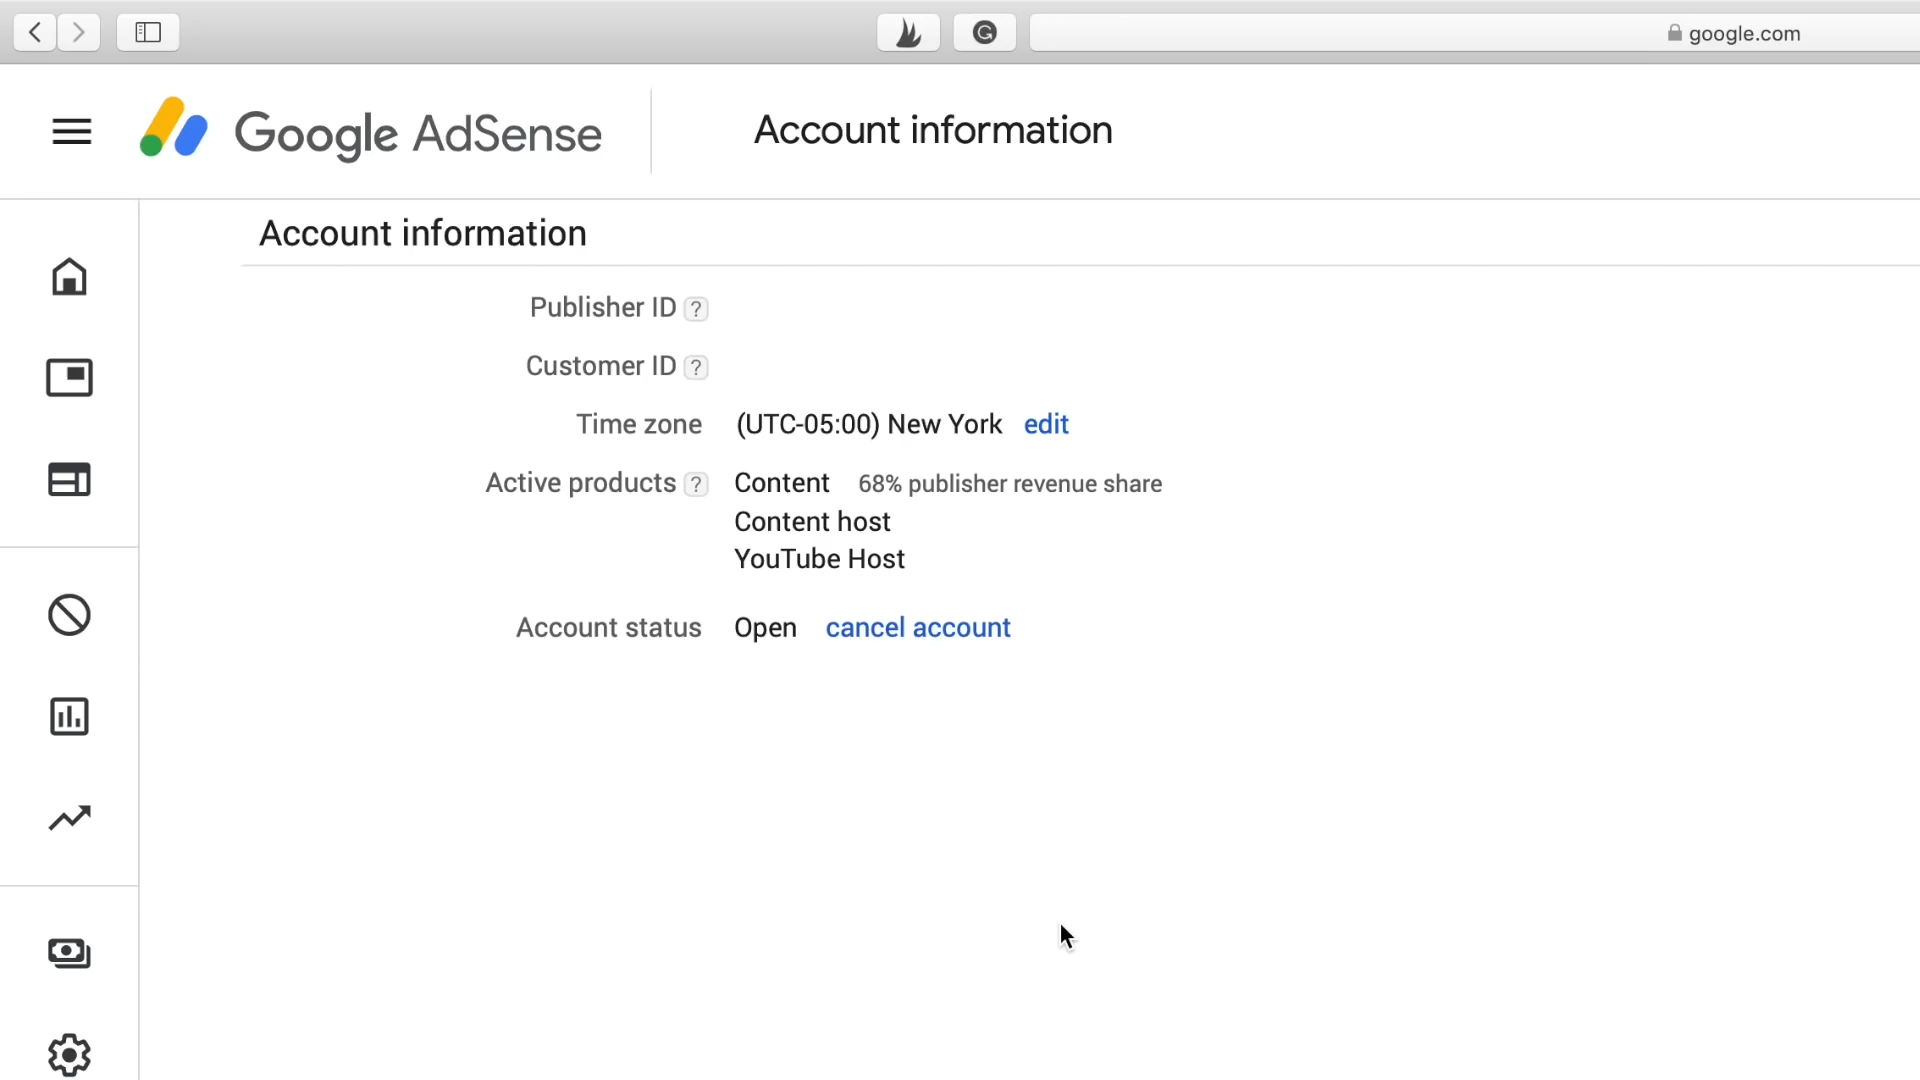 google.com
Google AdSense
Account information
Account information
Publisher ID ?
Customer ID ?
Time zone (UTC-05:00) New York edit
Active products ? Content 68% publisher revenue share
Content host
YouTube Host
Account status Open cancel account